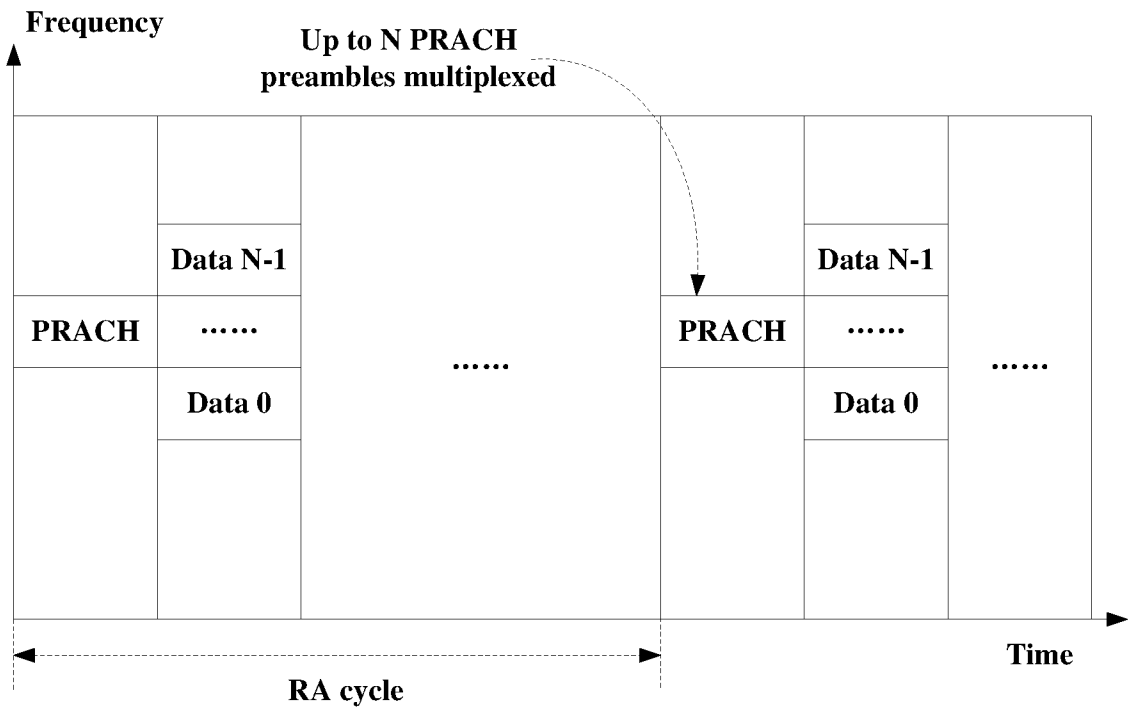 Frequency
Up to N PRACH
preambles multiplexed
Data N-1
Data N-1
PRACH
......
PRACH
......
......
......
Data 0
Data 0
Time
RA cycle